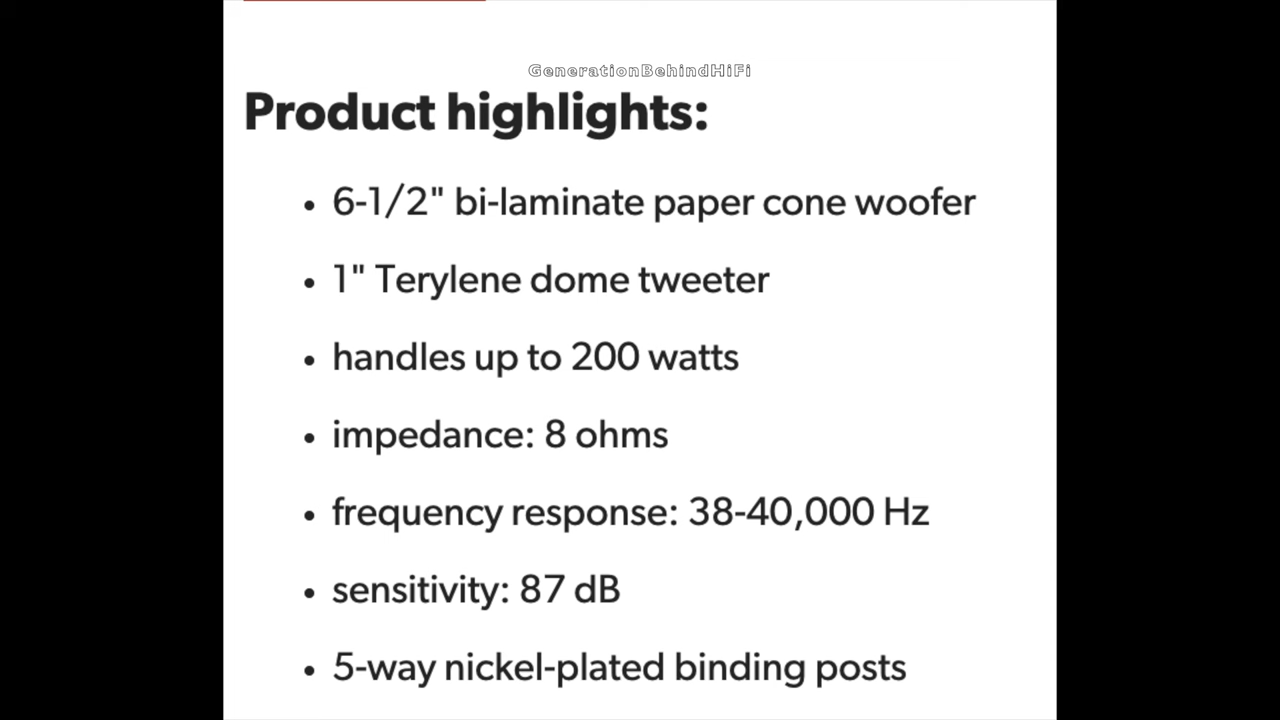 GenerationBehindHiFi
Product highlights:
• 6-1/2" bi-laminate paper cone woofer
• 1" Terylene dome tweeter
• handles up to 200 watts
• impedance: 8 ohms
• frequency response: 38-40,000 Hz
• sensitivity: 87 dB
• 5-way nickel-plated binding posts